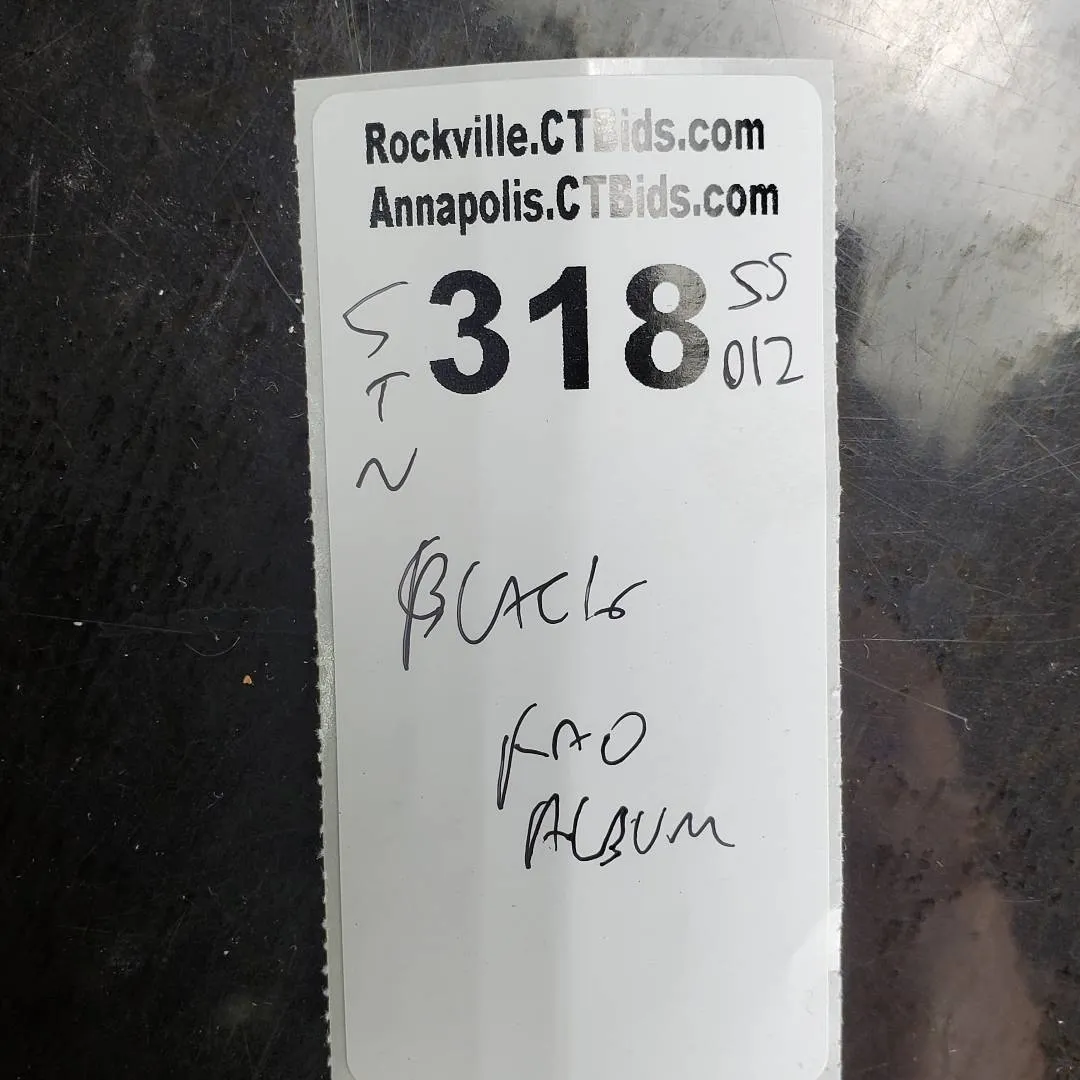 Rockville.CTBids.com
Annapolis.CTBids.com
S
T
N
318
SS
012
BLACK
ALBUM